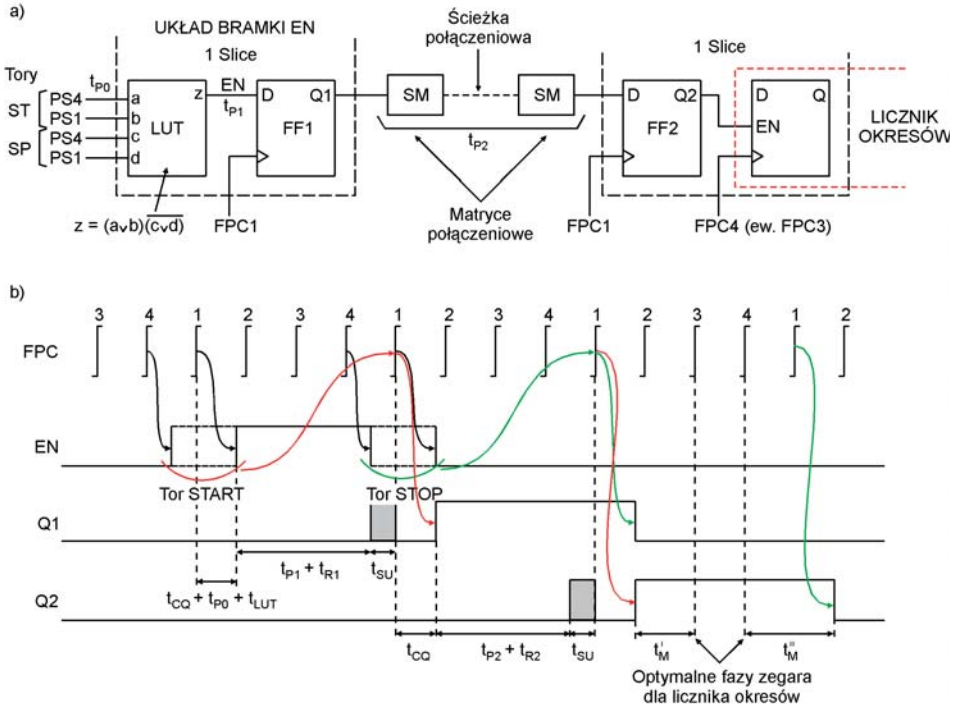 a)
UKŁAD BRAMKI EN
1 Slice
Tory
ST
SP
PS4
PS1
PS4
PS1
tP0
a
b
c
d
LUT
z
EN
tP1
D
Q1
FF1
FPC1
z = (a∨b)(c∨d)
Ścieżka
połączeniowa
SM
SM
tP2
Matryce
połączeniowe
1 Slice
D
Q2
FF2
FPC1
D
Q
EN
FPC4 (ew. FPC3)
LICZNIK
OKRESÓW
b)
3 4 1 2 3 4 1 2 3 4 1 2 3 4 1 2
FPC
EN
Tor START
Tor STOP
Q1
tP1 + tR1
tSU
tCQ + tP0 + tLUT
Q2
tCQ
tP2 + tR2
tSU
tM'
tM''
Optymalne fazy zegara
dla licznika okresów